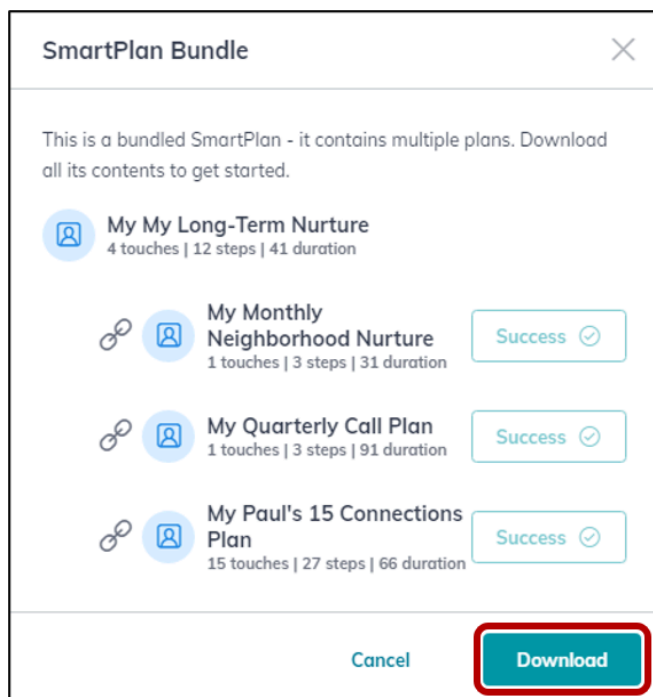 SmartPlan Bundle
This is a bundled SmartPlan - it contains multiple plans. Download
all its contents to get started.
My My Long-Term Nurture
4 touches | 12 steps | 41 duration
My Monthly
Neighborhood Nurture
1 touches | 3 steps | 31 duration
Success
My Quarterly Call Plan
1 touches | 3 steps | 91 duration
Success
My Paul's 15 Connections
Plan
15 touches | 27 steps | 66 duration
Success
Cancel
Download